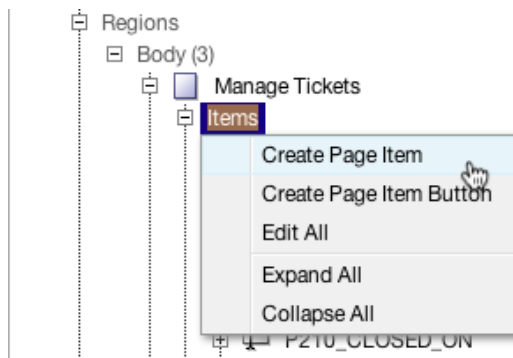 Regions
Body (3)
Manage Tickets
Items
Create Page Item
Create Page Item Button
Edit All
Expand All
Collapse All
P210_CLOSED_ON